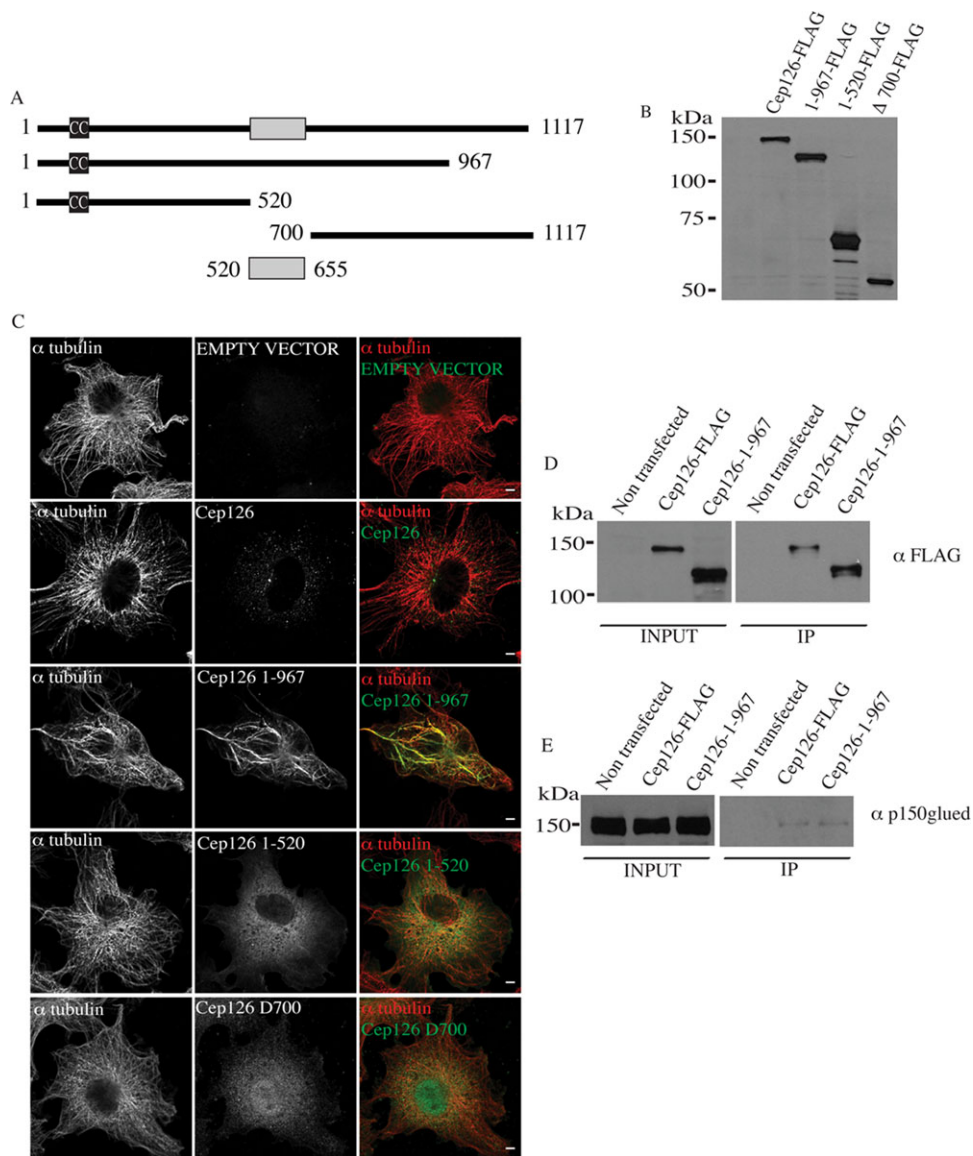 A
1 CC 1117
1 CC 967
1 CC 520
700 1117
520 655
B
kDa
Cep126-FLAG
1-967-FLAG
1-520-FLAG
Δ700-FLAG
150
100
75
50
C
α tubulin
EMPTY VECTOR
α tubulin
EMPTY VECTOR
α tubulin
Cep126
α tubulin
Cep126
α tubulin
Cep126 1-967
α tubulin
Cep126 1-967
α tubulin
Cep126 1-520
α tubulin
Cep126 1-520
α tubulin
Cep126 D700
α tubulin
Cep126 D700
D
kDa
Non transfected
Cep126-FLAG
Cep126-1-967
Non transfected
Cep126-FLAG
Cep126-1-967
150
100
α FLAG
INPUT
IP
E
kDa
Non transfected
Cep126-FLAG
Cep126-1-967
Non transfected
Cep126-FLAG
Cep126-1-967
150
α p150glued
INPUT
IP